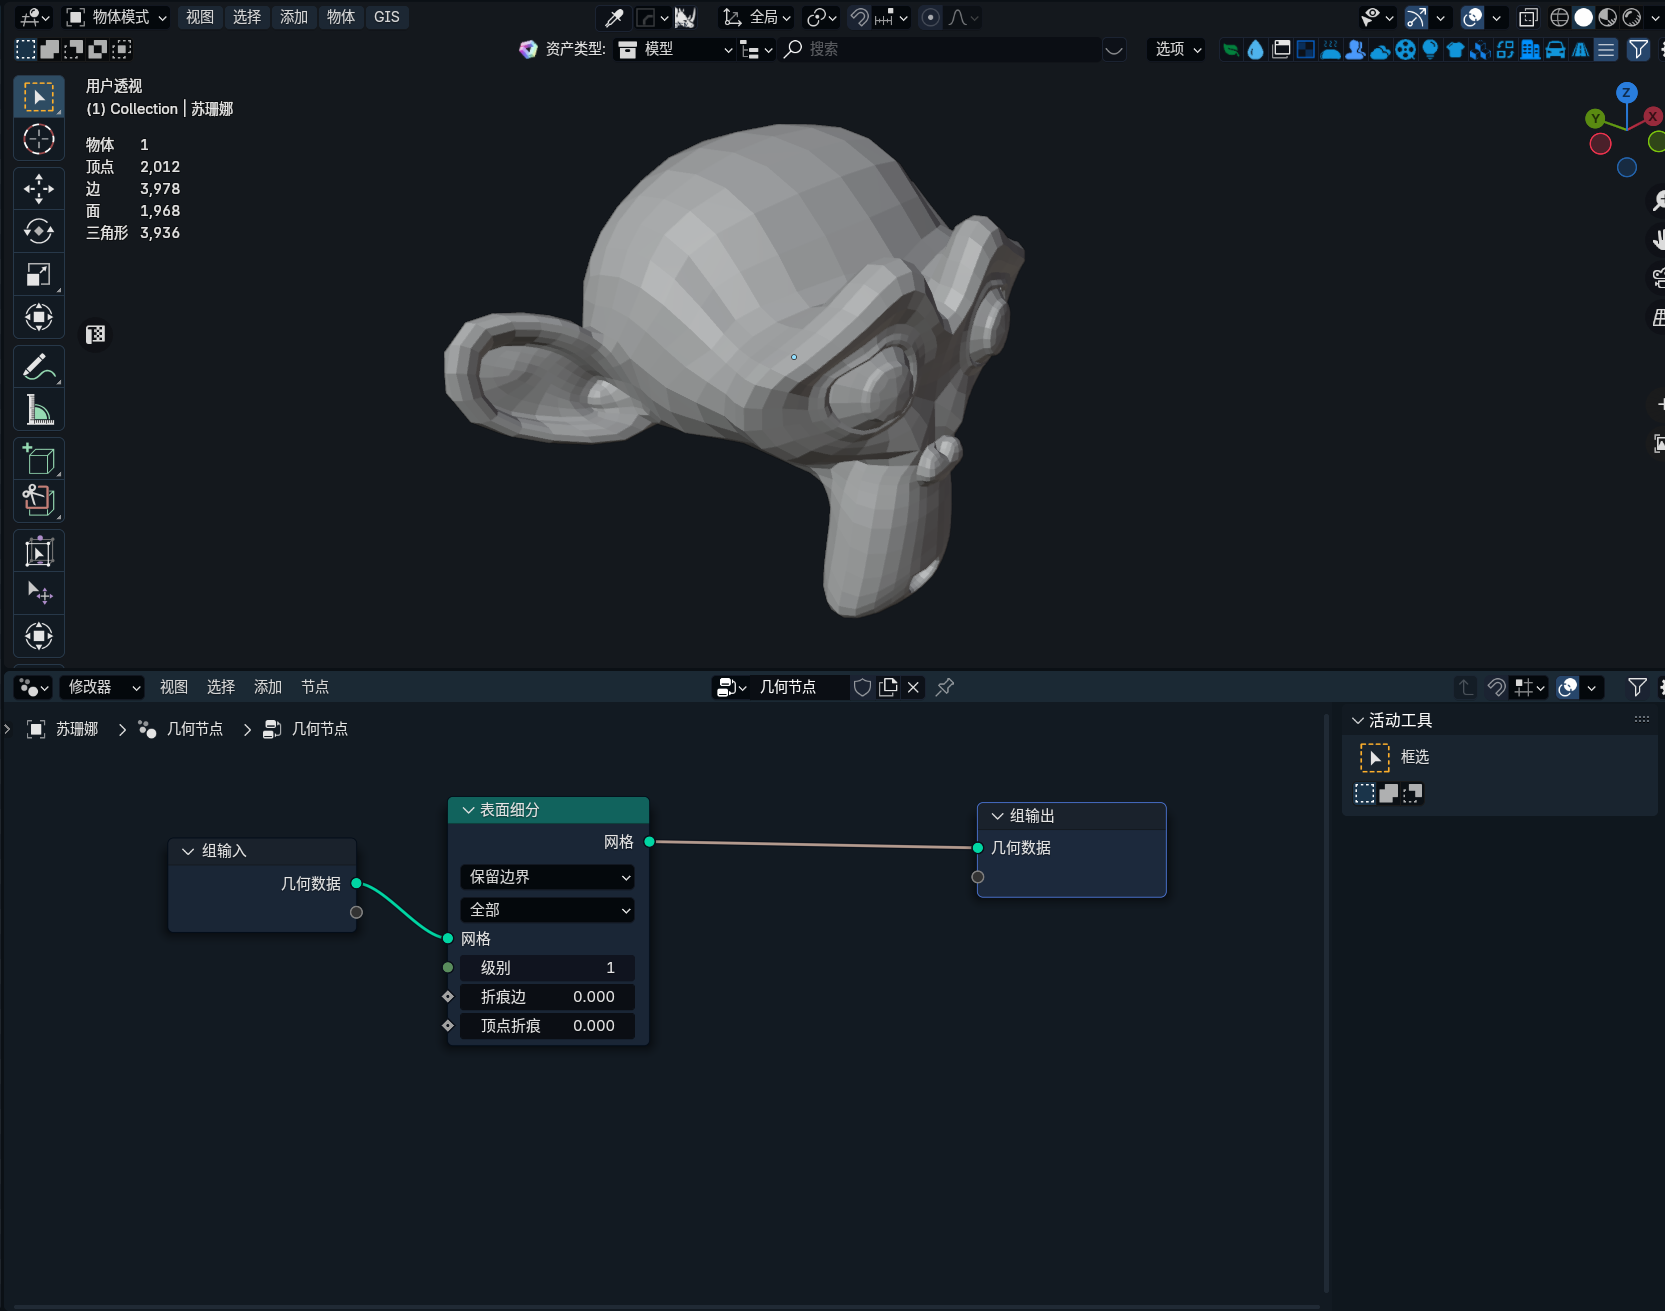 物体模式 视图 选择 添加 物体 GIS 全局
资产类型: 模型 搜索 选项
用户透视
(1) Collection | 苏珊娜
物体 1
顶点 2,012
边 3,978
面 1,968
三角形 3,936
Z
Y
X
修改器 视图 选择 添加 节点 几何节点
苏珊娜 几何节点 几何节点
活动工具
框选
表面细分
网格
保留边界
全部
网格
级别 1
折痕边 0.000
顶点折痕 0.000
组输入
几何数据
组输出
几何数据